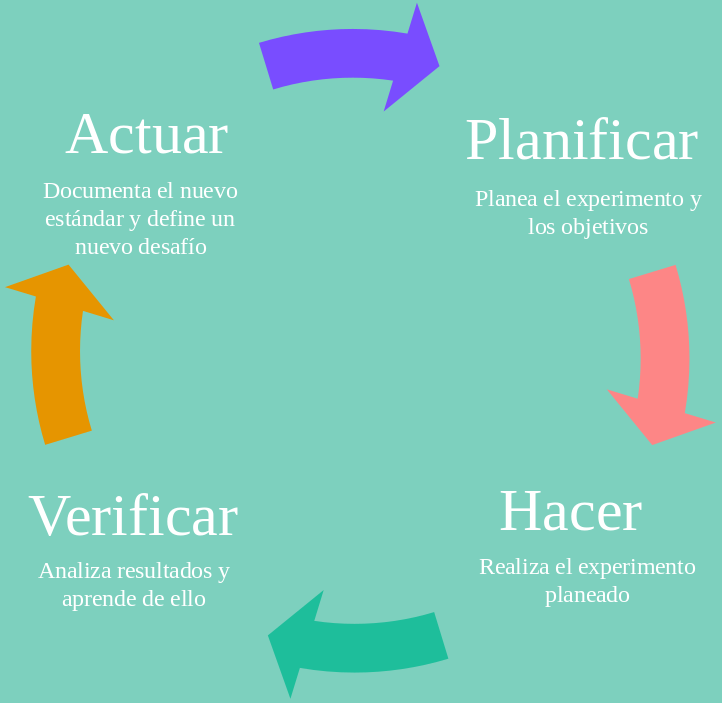 Actuar
Documenta el nuevo
estándar y define un
nuevo desafío
Planificar
Planea el experimento y
los objetivos
Verificar
Analiza resultados y
aprende de ello
Hacer
Realiza el experimento
planeado